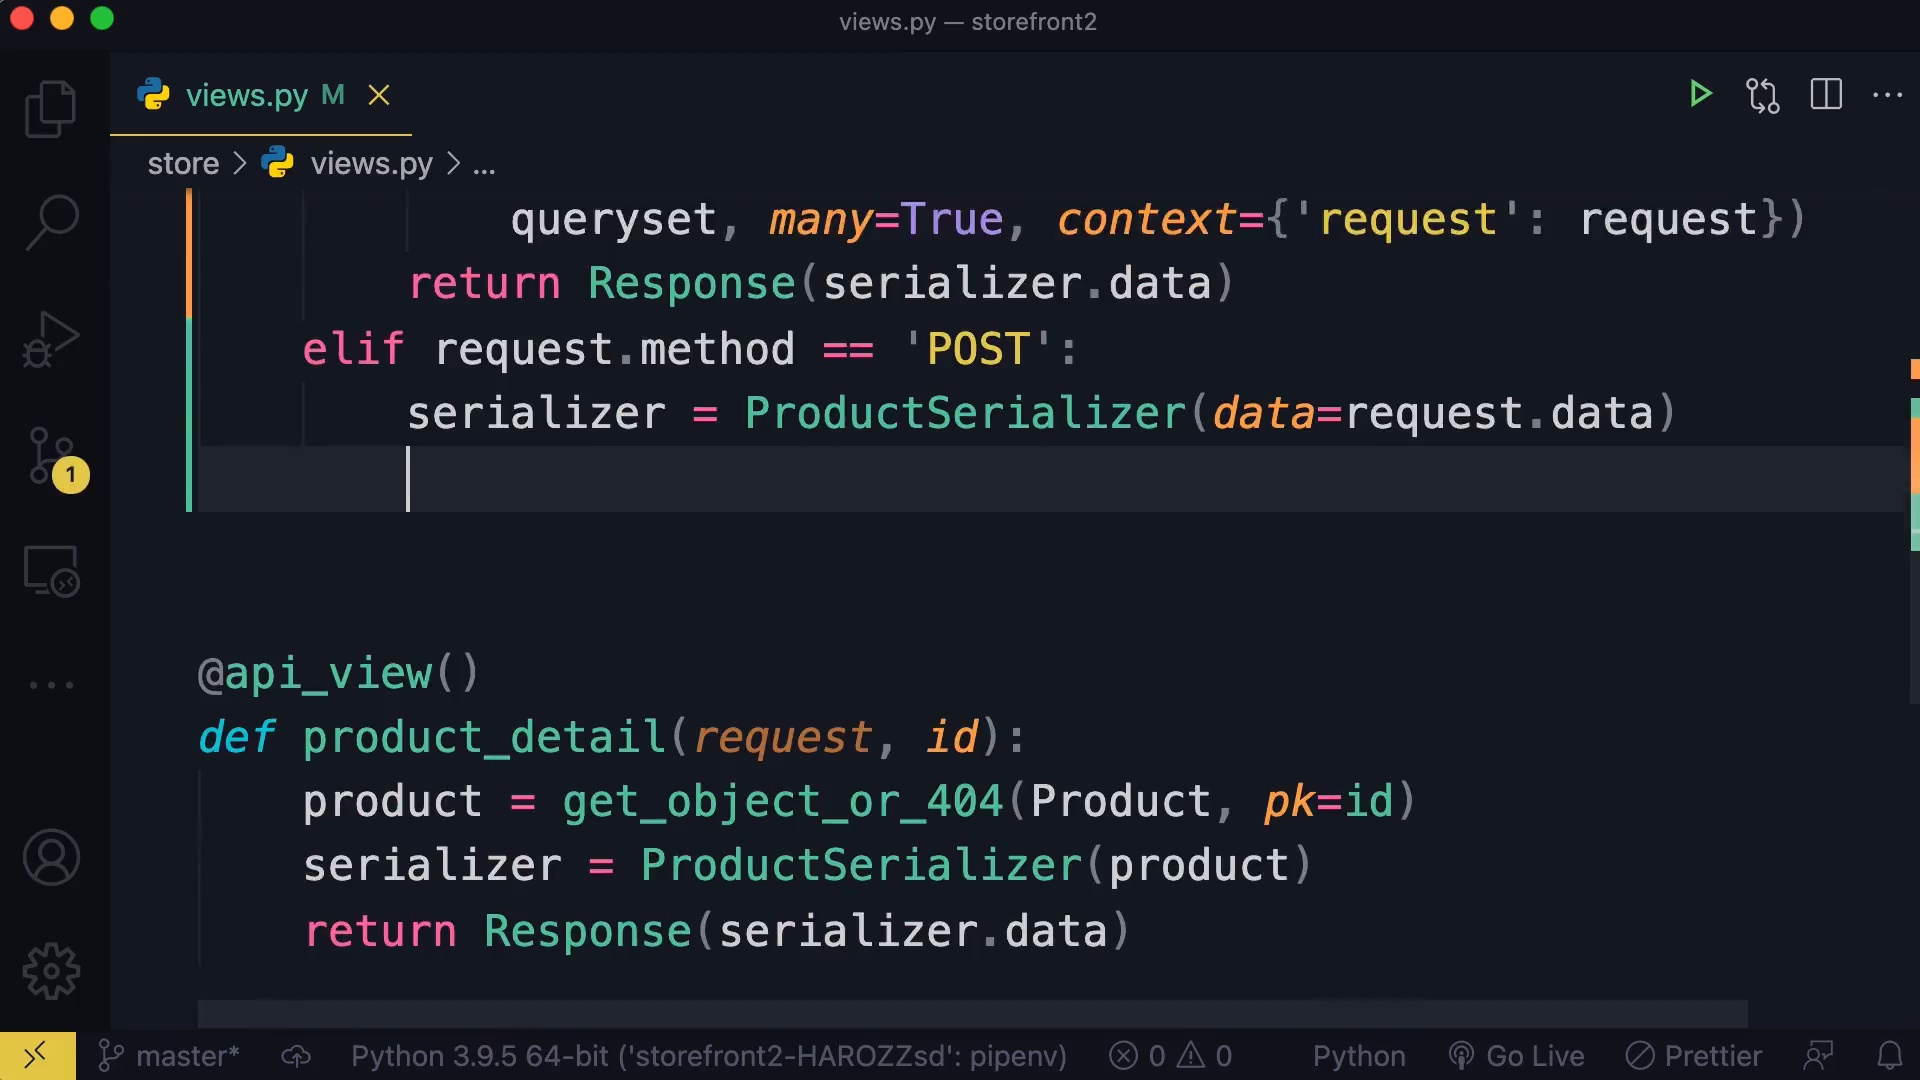 views.py — storefront2
views.py M
store > views.py > ...
queryset, many=True, context={'request': request})
return Response(serializer.data)
elif request.method == 'POST':
serializer = ProductSerializer(data=request.data)
1
@api_view()
def product_detail(request, id):
product = get_object_or_404(Product, pk=id)
serializer = ProductSerializer(product)
return Response(serializer.data)
master* Python 3.9.5 64-bit ('storefront2-HAROZZsd': pipenv) 0 0 Python Go Live Prettier